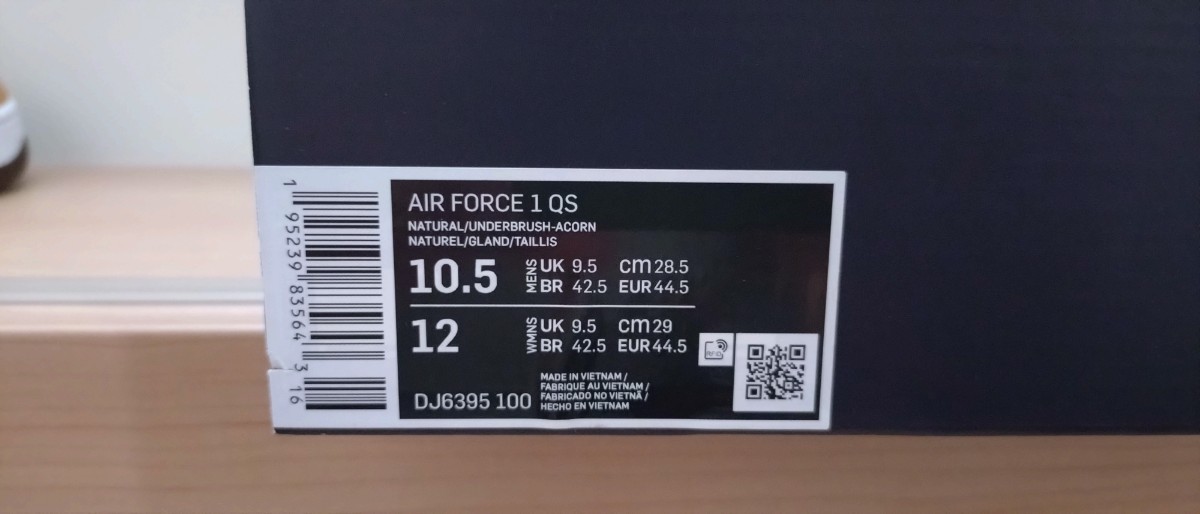 1 95239 83564 3 16
AIR FORCE 1 QS
NATURAL/UNDERBRUSH-ACORN
NATUREL/GLAND/TAILLIS
10.5 MENS UK 9.5 cm 28.5
BR 42.5 EUR 44.5
12 WMNS UK 9.5 cm 29
BR 42.5 EUR 44.5
RFID
DJ6395 100
MADE IN VIETNAM /
FABRIQUE AU VIETNAM /
FABRICADO NO VIETNÃ /
HECHO EN VIETNAM